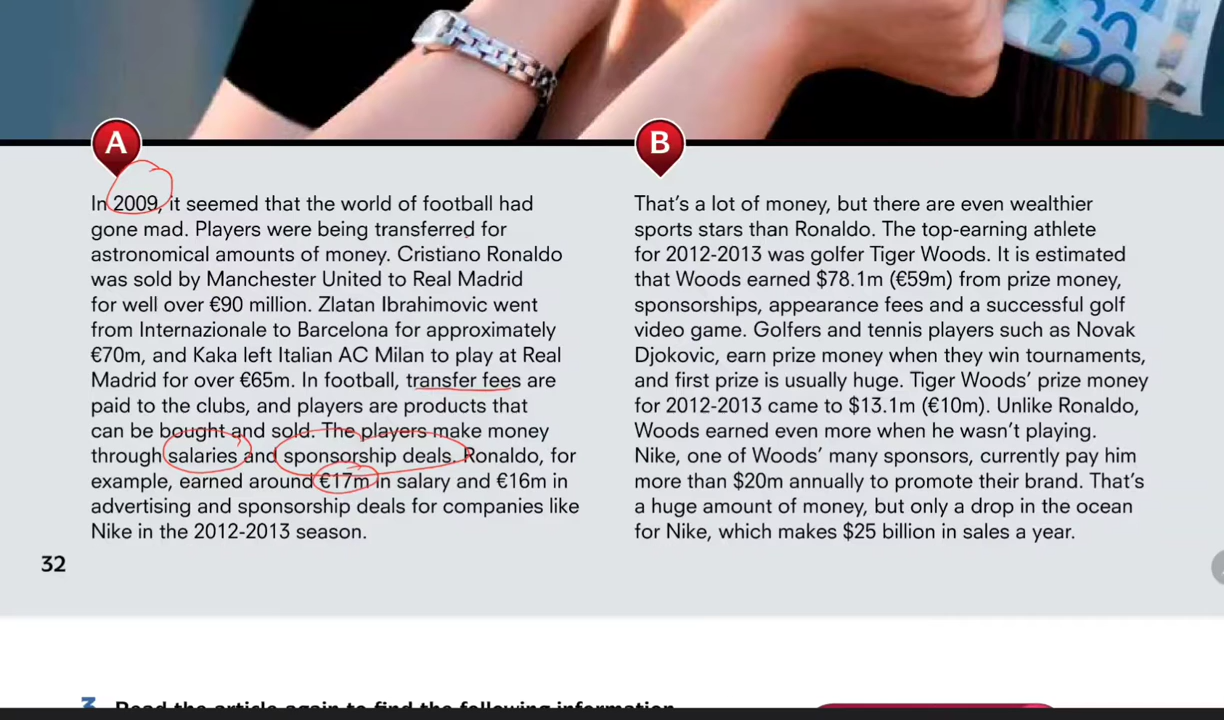 20
A
In 2009, it seemed that the world of football had
gone mad. Players were being transferred for
astronomical amounts of money. Cristiano Ronaldo
was sold by Manchester United to Real Madrid
for well over €90 million. Zlatan Ibrahimovic went
from Internazionale to Barcelona for approximately
€70m, and Kaka left Italian AC Milan to play at Real
Madrid for over €65m. In football, transfer fees are
paid to the clubs, and players are products that
can be bought and sold. The players make money
through salaries and sponsorship deals. Ronaldo, for
example, earned around €17m in salary and €16m in
advertising and sponsorship deals for companies like
Nike in the 2012-2013 season.
32
B
That's a lot of money, but there are even wealthier
sports stars than Ronaldo. The top-earning athlete
for 2012-2013 was golfer Tiger Woods. It is estimated
that Woods earned $78.1m (€59m) from prize money,
sponsorships, appearance fees and a successful golf
video game. Golfers and tennis players such as Novak
Djokovic, earn prize money when they win tournaments,
and first prize is usually huge. Tiger Woods' prize money
for 2012-2013 came to $13.1m (€10m). Unlike Ronaldo,
Woods earned even more when he wasn't playing.
Nike, one of Woods' many sponsors, currently pay him
more than $20m annually to promote their brand. That's
a huge amount of money, but only a drop in the ocean
for Nike, which makes $25 billion in sales a year.
3 Read the article again to find the following information